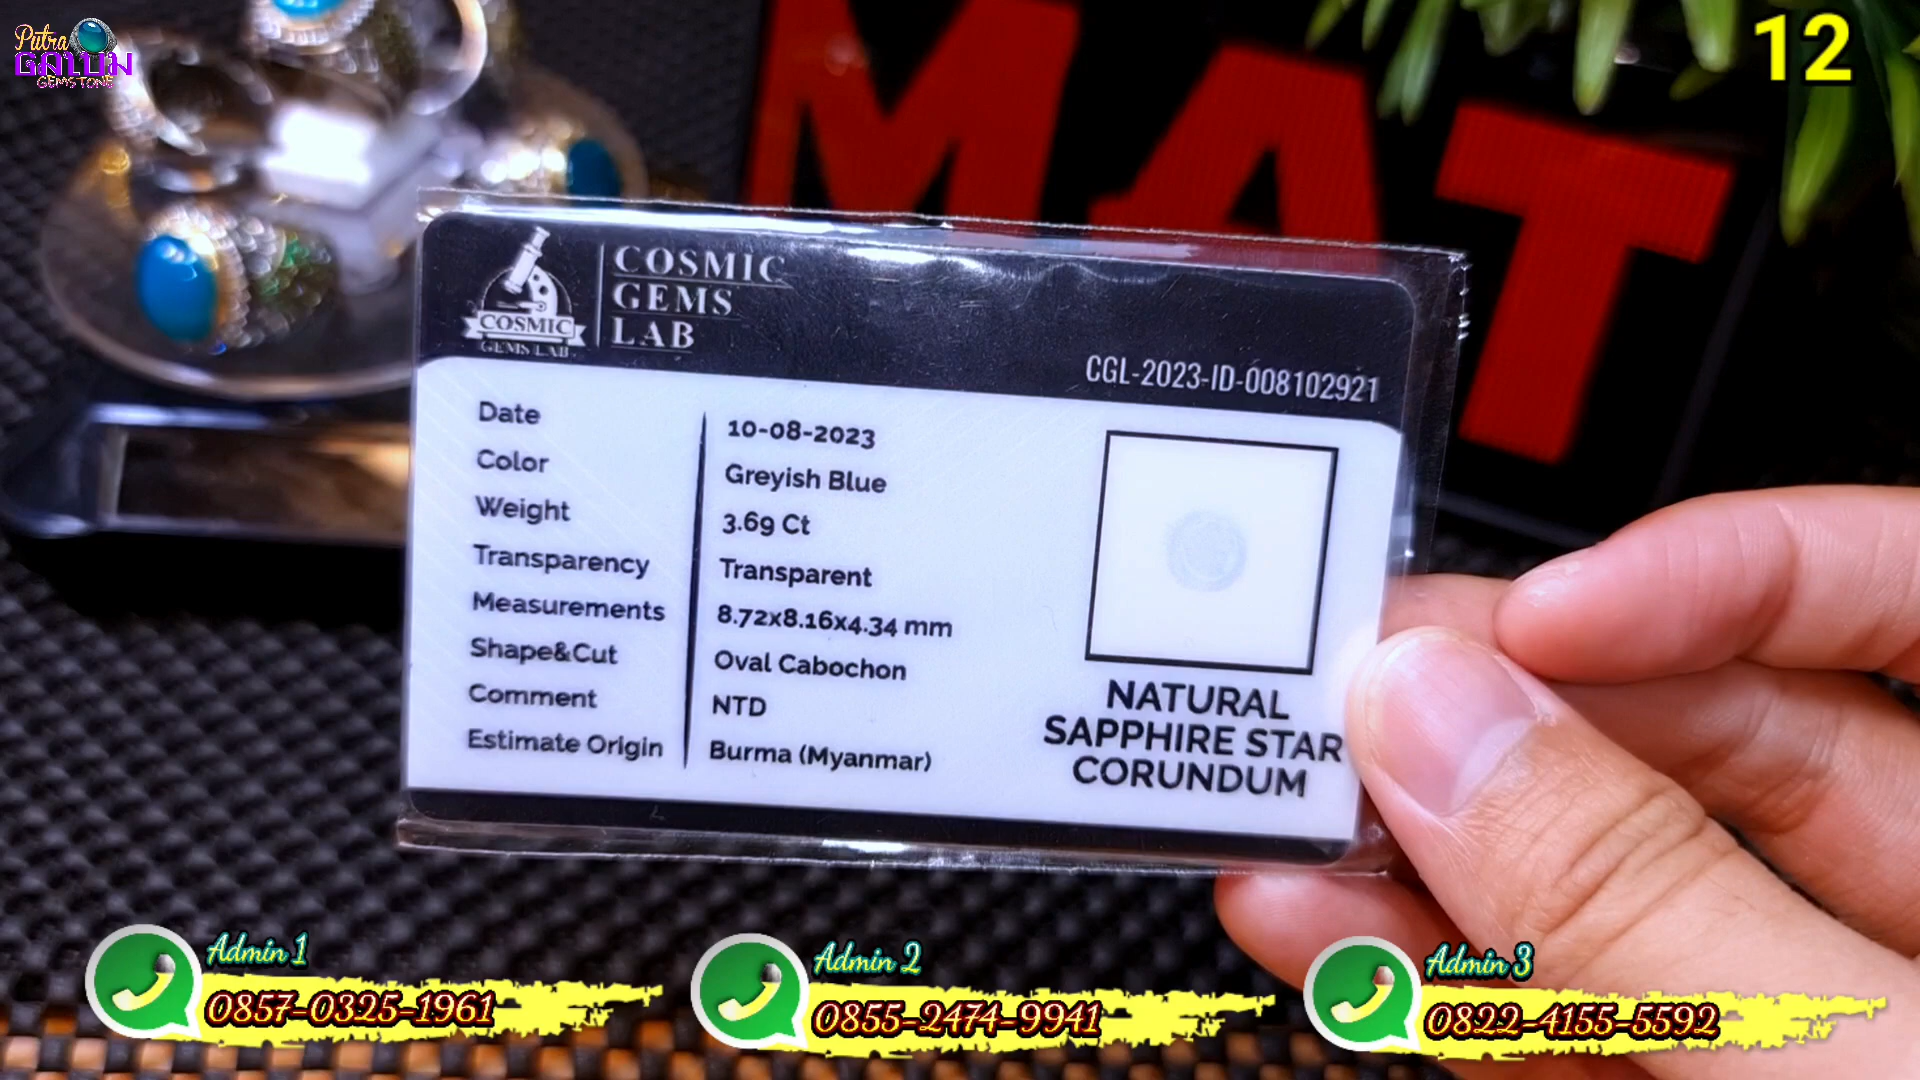 Putra
GALUH
GEMSTONE
12
MAT
COSMIC
GEMS
LAB
COSMIC
GEMS LAB
CGL-2023-ID-008102921
Date 10-08-2023
Color Greyish Blue
Weight 3.69 Ct
Transparency Transparent
Measurements 8.72x8.16x4.34 mm
Shape&Cut Oval Cabochon
Comment NTD
Estimate Origin Burma (Myanmar)
NATURAL
SAPPHIRE STAR
CORUNDUM
Admin 1
0857-0325-1961
Admin 2
0855-2474-9941
Admin 3
0822-4155-5592